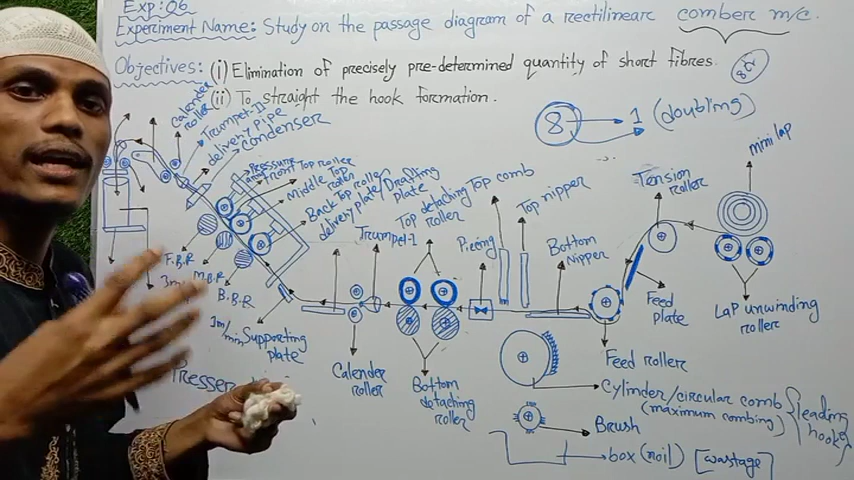 Exp: 06
Experiment Name: Study on the passage diagram of a rectilinear comber m/c.
Objectives: (i) Elimination of precisely pre-determined quantity of short fibres.
(ii) To straight the hook formation.
8 → 1 (doubling)
mini lap
Tension roller
Top nipper
Top comb
Calender roller
Trumpet-II
delivery pipe
condenser
Pressure
Front Top roller
Middle Top roller
Back Top roller
delivery plate/Drafting plate
Top detaching roller
Trumpet-1
Piecing
Bottom nipper
Feed plate
Lap unwinding roller
F.B.R
M.B.R
B.B.R
Supporting plate
Presser
Calender roller
Bottom detaching roller
Feed roller
Cylinder/circular comb
(maximum combing)
leading hook
Brush
box (noil) [wastage]